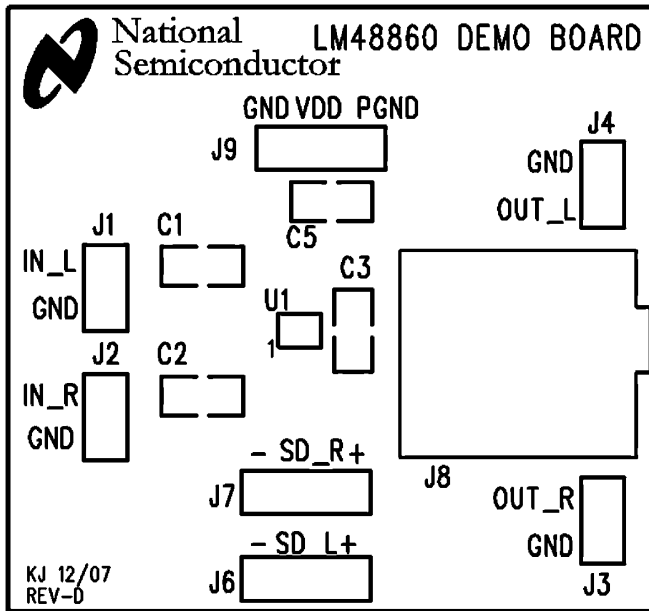 National
Semiconductor
LM48860 DEMO BOARD
GND VDD PGND
J9
J4
GND
OUT_L
C5
J1
C1
IN_L
GND
C3
U1
1
J2
C2
IN_R
GND
J8
- SD_R+
J7
OUT_R
GND
- SD_L+
J6
J3
KJ 12/07
REV-D